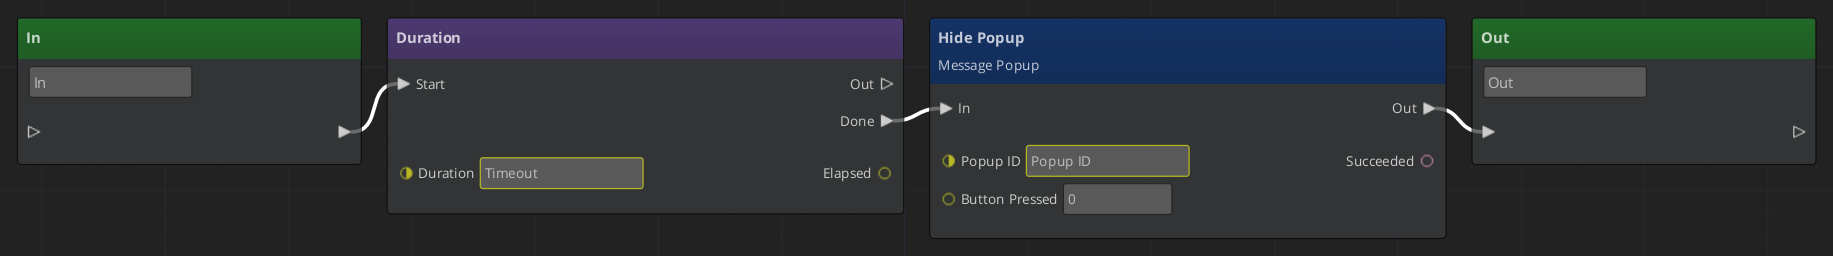 In
In
Duration
Start
Out
Done
Duration
Timeout
Elapsed
Hide Popup
Message Popup
In
Out
Popup ID
Popup ID
Succeeded
Button Pressed
0
Out
Out